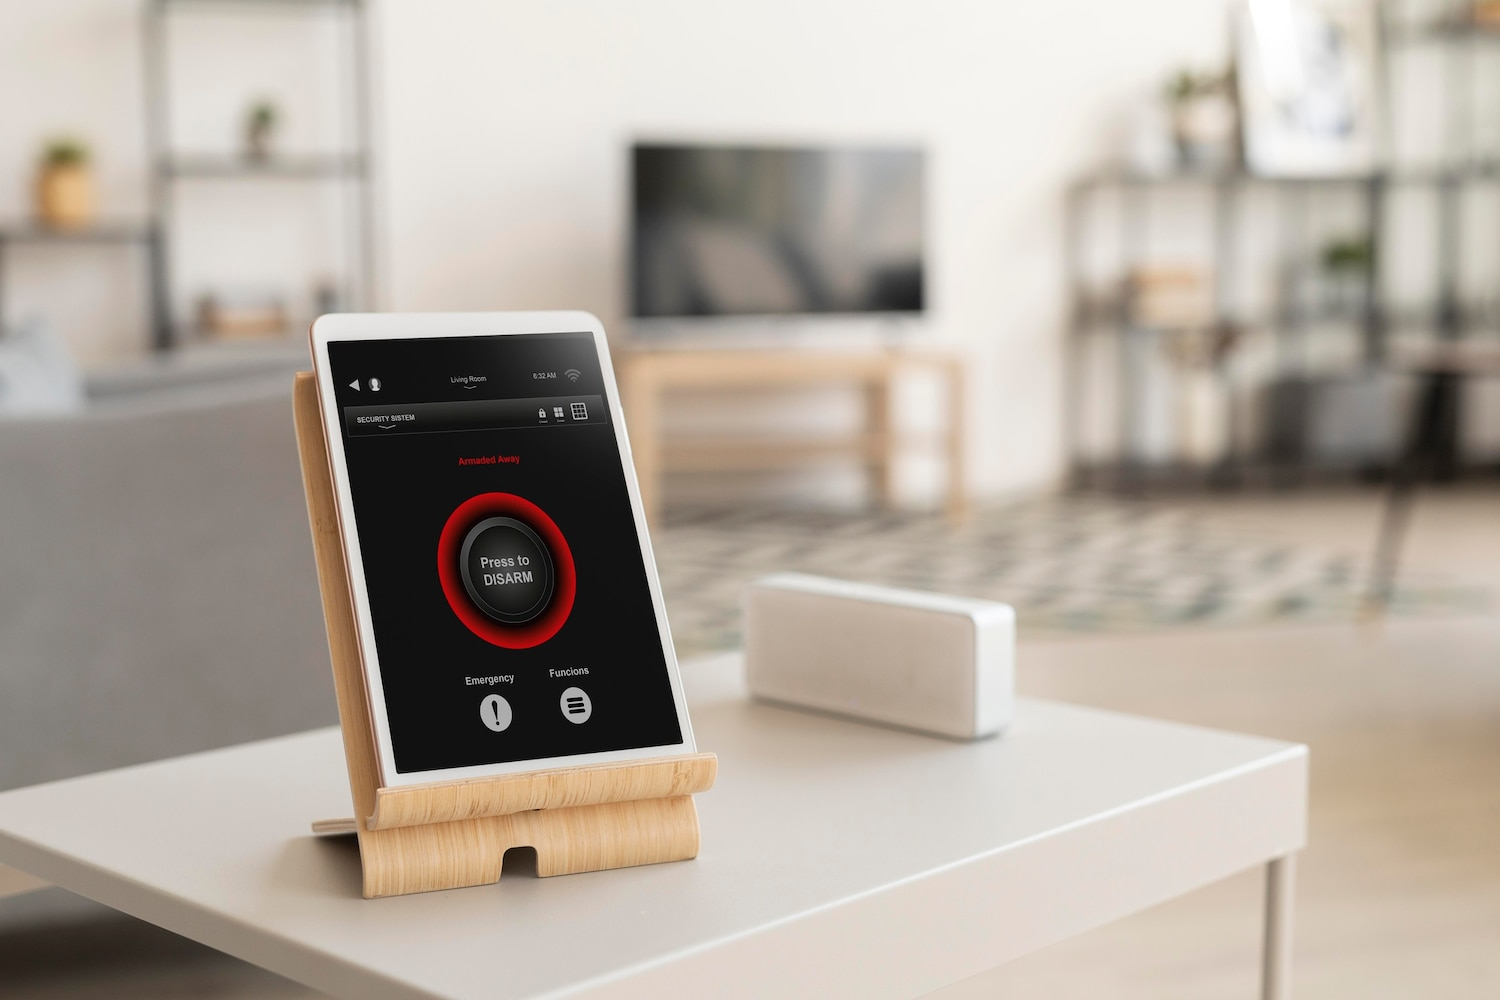 Living Room
6:32 AM
SECURITY SISTEM
Armaded Away
Press to
DISARM
Emergency
Funcions